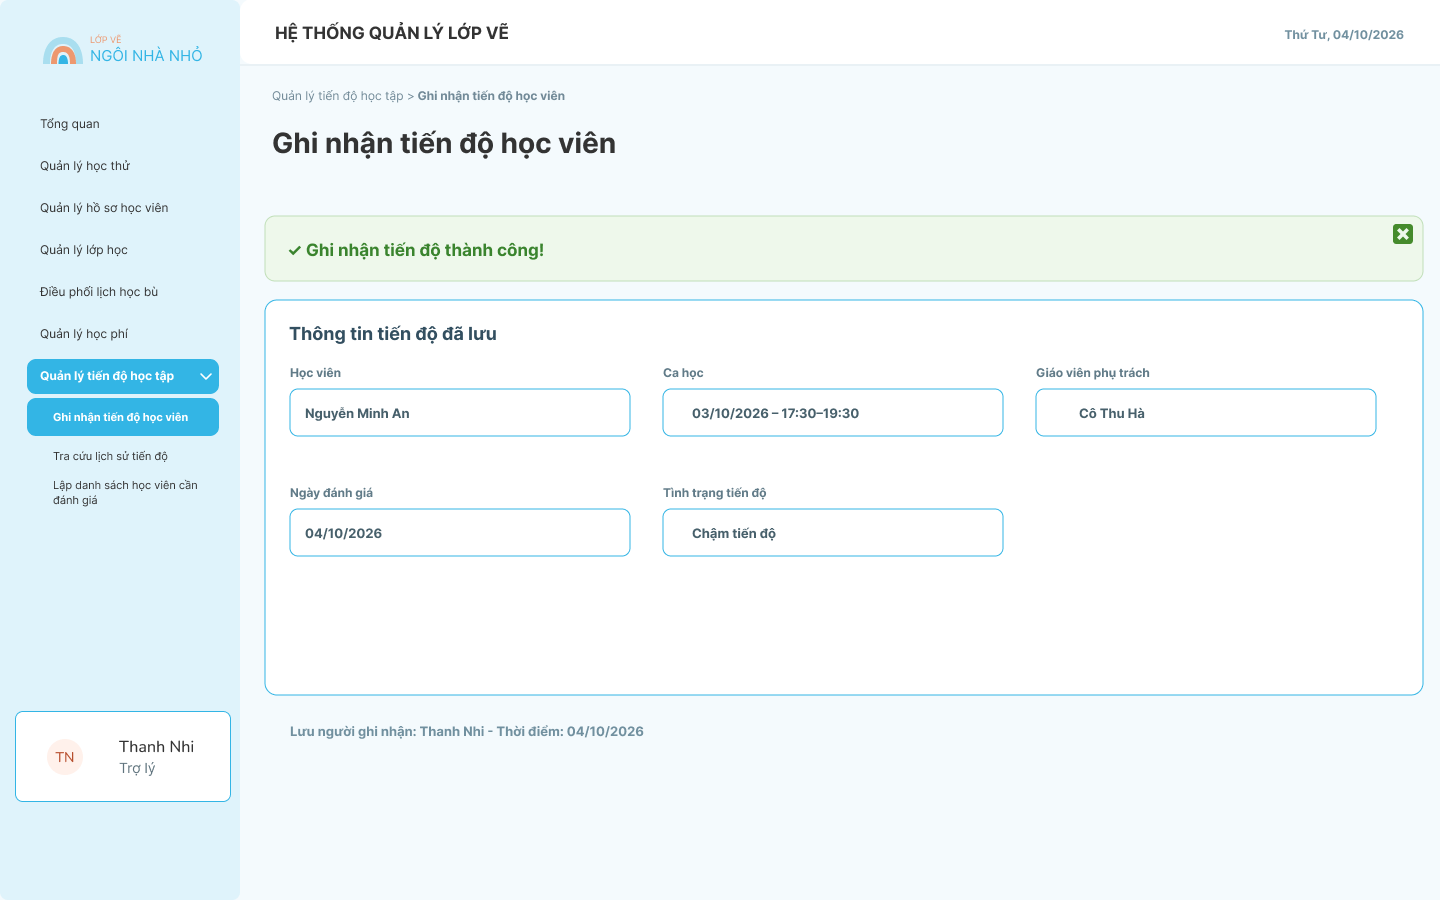 LỚP VẼ
NGÔI NHÀ NHỎ
Tổng quan
Quản lý học thử
Quản lý hồ sơ học viên
Quản lý lớp học
Điều phối lịch học bù
Quản lý học phí
Quản lý tiến độ học tập
Ghi nhận tiến độ học viên
Tra cứu lịch sử tiến độ
Lập danh sách học viên cần
đánh giá
TN
Thanh Nhi
Trợ lý
HỆ THỐNG QUẢN LÝ LỚP VẼ
Thứ Tư, 04/10/2026
Quản lý tiến độ học tập > Ghi nhận tiến độ học viên
Ghi nhận tiến độ học viên
✓ Ghi nhận tiến độ thành công!
Thông tin tiến độ đã lưu
Học viên
Nguyễn Minh An
Ca học
03/10/2026 – 17:30–19:30
Giáo viên phụ trách
Cô Thu Hà
Ngày đánh giá
04/10/2026
Tình trạng tiến độ
Chậm tiến độ
Lưu người ghi nhận: Thanh Nhi - Thời điểm: 04/10/2026